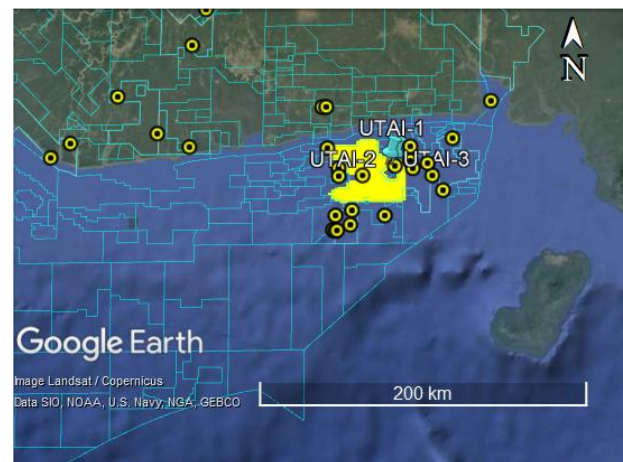 N
UTAI-1
UTAI-2 UTAI-3
Google Earth
Image Landsat / Copernicus
Data SIO, NOAA, U.S. Navy, NGA, GEBCO
200 km